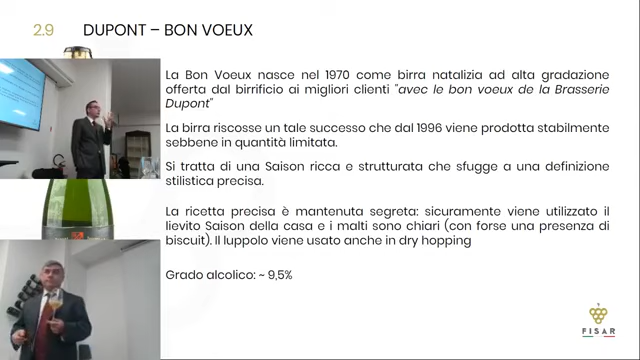 2.9 DUPONT – BON VOEUX
La Bon Voeux nasce nel 1970 come birra natalizia ad alta gradazione
offerta dal birrificio ai migliori clienti "avec le bon voeux de la Brasserie
Dupont"
La birra riscosse un tale successo che dal 1996 viene prodotta stabilmente
sebbene in quantità limitata.
Si tratta di una Saison ricca e strutturata che sfugge a una definizione
stilistica precisa.
La ricetta precisa è mantenuta segreta: sicuramente viene utilizzato il
lievito Saison della casa e i malti sono chiari (con forse una presenza di
biscuit). Il luppolo viene usato anche in dry hopping
Grado alcolico: ~ 9,5%
FISAR